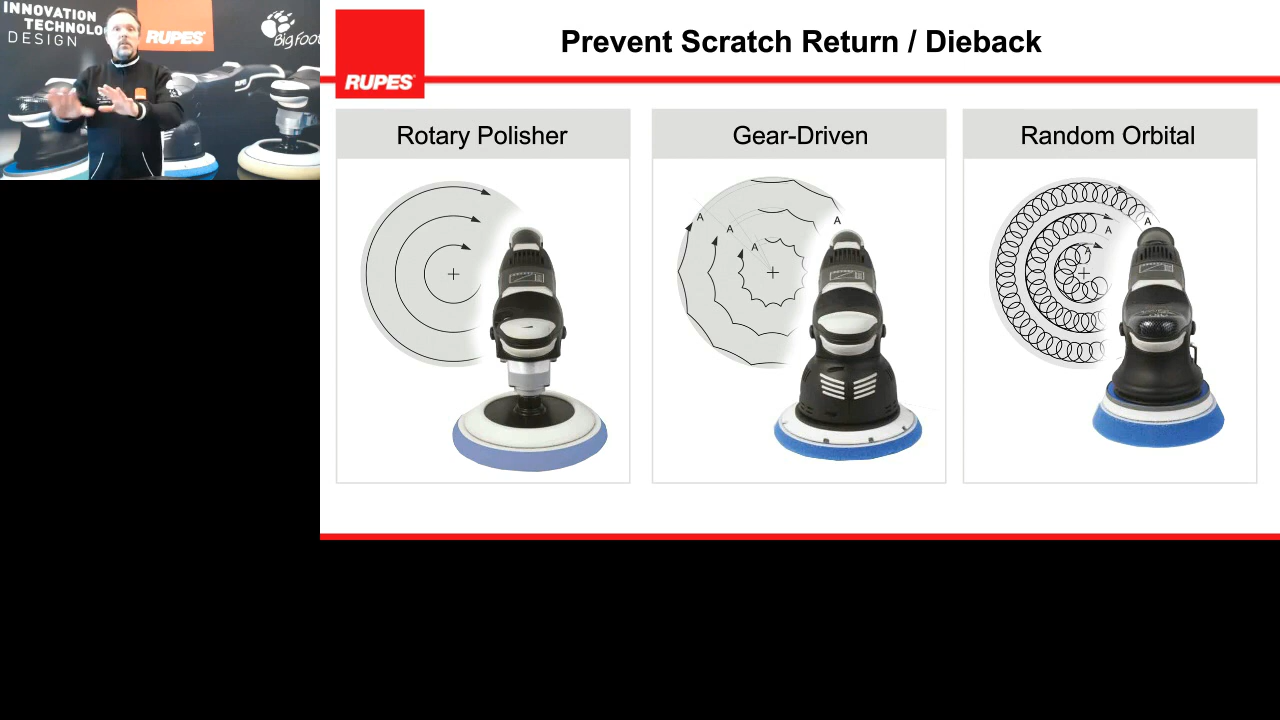 INNOVATION
TECHNOLO
DESIGN
RUPES
BigFoot
RUPES
Prevent Scratch Return / Dieback
Rotary Polisher
Gear-Driven
Random Orbital
A
A
A
A
A
A